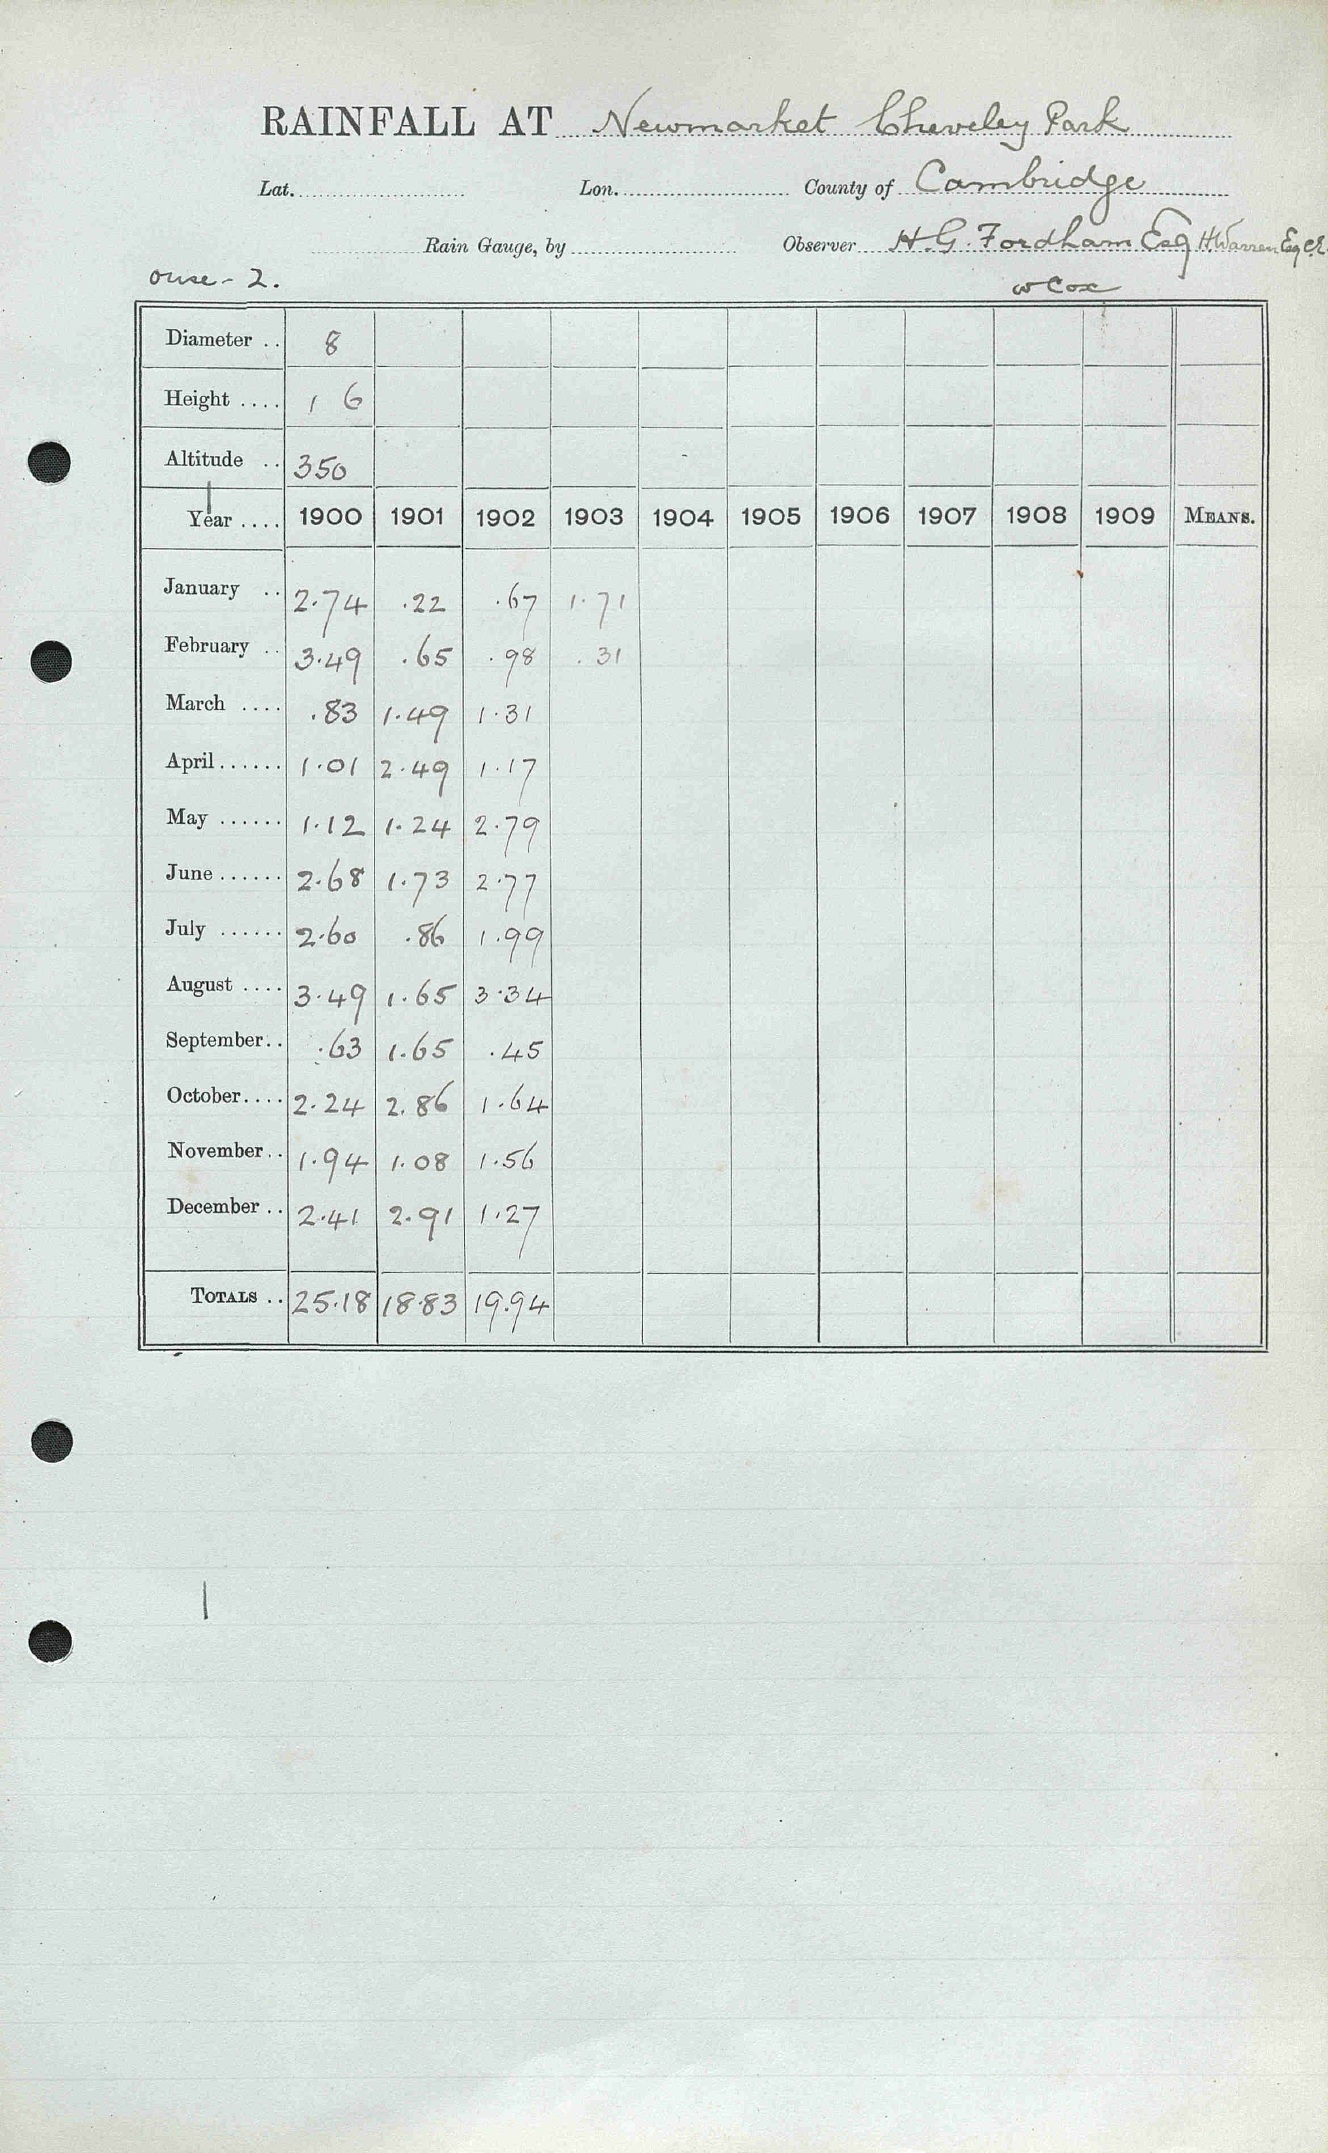 RAINFALL AT Newmarket Cheveley Park
Lat. Lon. County of Cambridge
Rain Gauge, by Observer H. G. Fordham Esq H Warren Esq C.E.
Ouse - 2. W Cox
Diameter .. 8
Height .... 1 6
Altitude .. 350
Year .... 1900 1901 1902 1903 1904 1905 1906 1907 1908 1909 MEANS.
January .. 2.74 .22 .67 1.71
February .. 3.49 .65 .98 .31
March .... .83 1.49 1.31
April...... 1.01 2.49 1.17
May ...... 1.12 1.24 2.79
June...... 2.68 1.73 2.77
July ...... 2.60 .86 1.99
August .... 3.49 1.65 3.34
September.. .63 1.65 .45
October.... 2.24 2.86 1.64
November.. 1.94 1.08 1.56
December .. 2.41 2.91 1.27
TOTALS .. 25.18 18.83 19.94